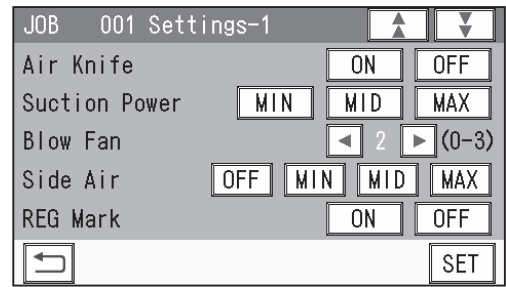 JOB 001 Settings-1
Air Knife ON OFF
Suction Power MIN MID MAX
Blow Fan 2 (0-3)
Side Air OFF MIN MID MAX
REG Mark ON OFF
SET